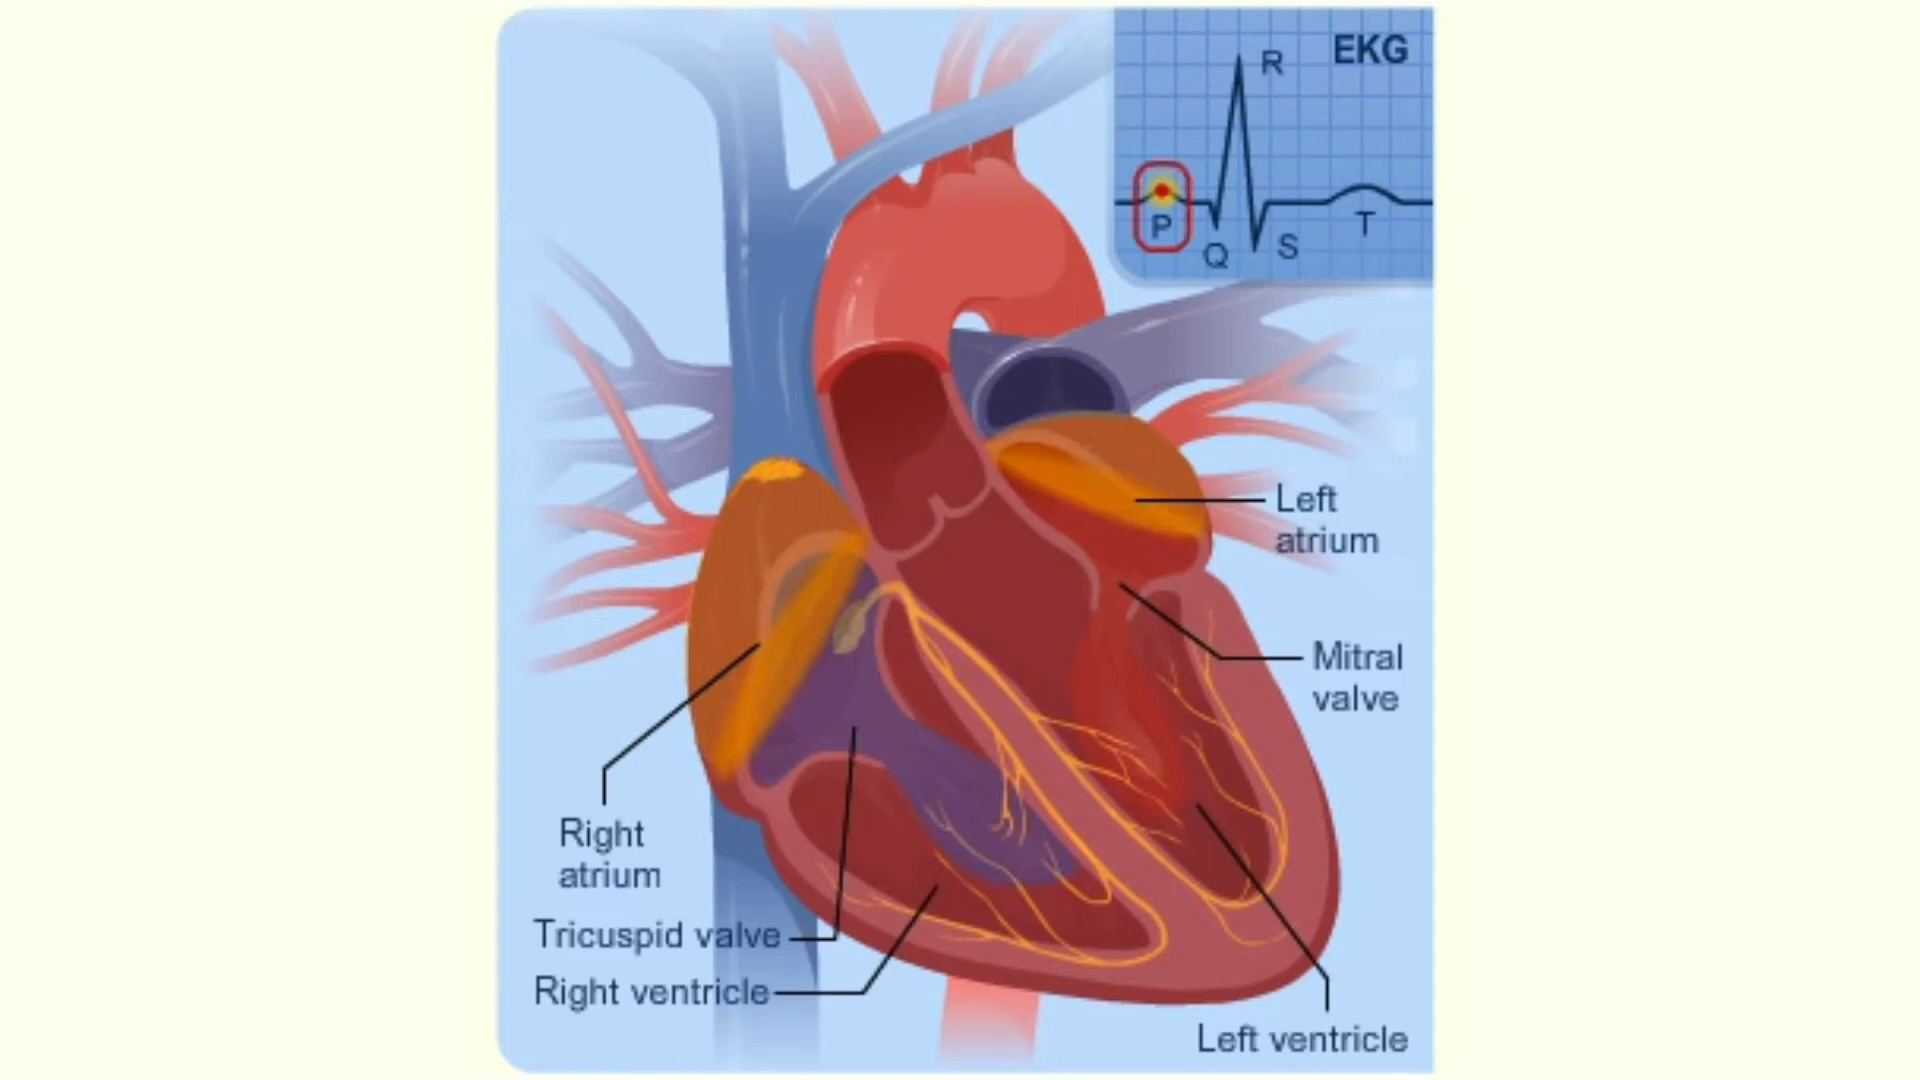 EKG
R
P
Q
S
T
Left
atrium
Mitral
valve
Right
atrium
Tricuspid valve
Right ventricle
Left ventricle